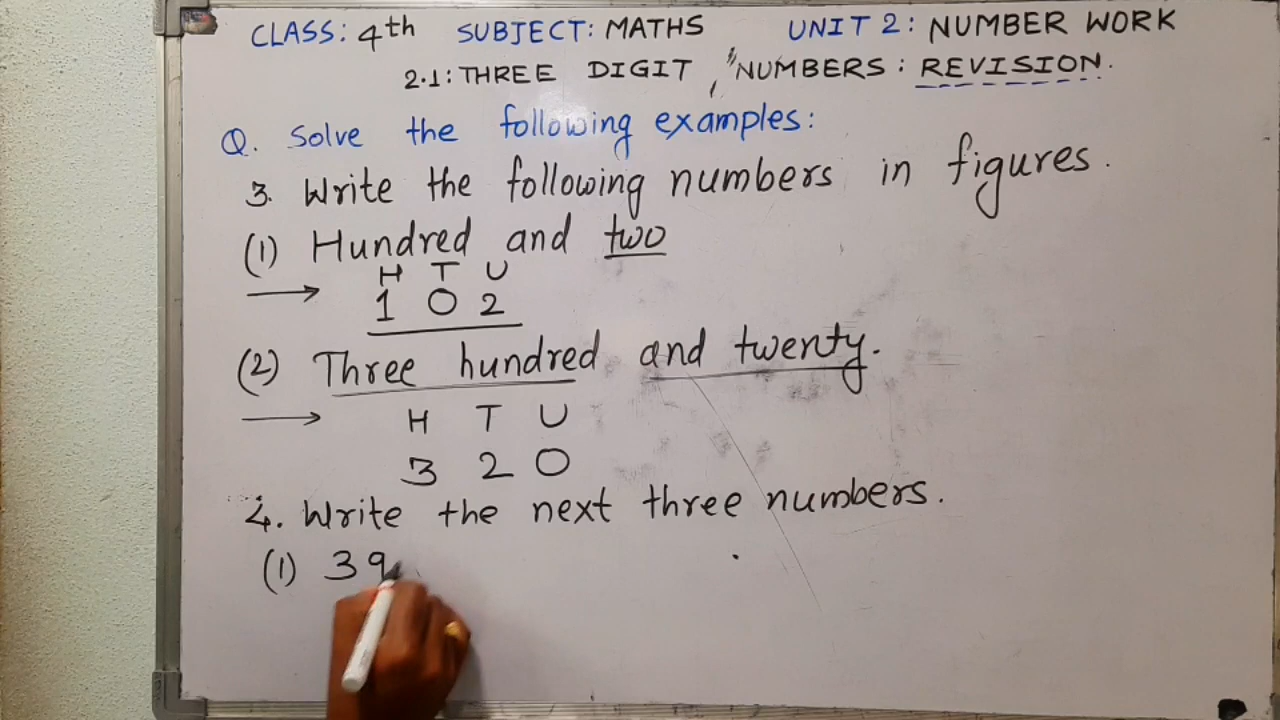 CLASS: 4th SUBJECT: MATHS UNIT 2: NUMBER WORK
2.1: THREE DIGIT NUMBERS: REVISION.
Q. Solve the following examples:
3. Write the following numbers in figures.
(1) Hundred and two
H T U
→ 1 0 2
(2) Three hundred and twenty.
→ H T U
3 2 0
4. Write the next three numbers.
(1) 39